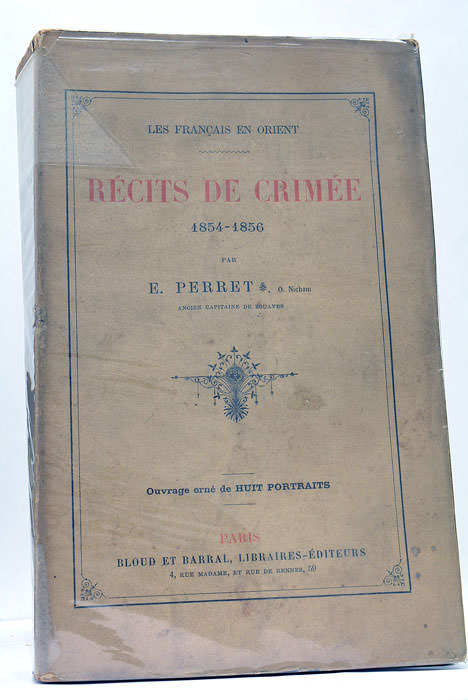 LES FRANÇAIS EN ORIENT
RÉCITS DE CRIMÉE
1854-1856
PAR
E. PERRET, O. Nicham
ANCIEN CAPITAINE DE ZOUAVES
Ouvrage orné de HUIT PORTRAITS
PARIS
BLOUD ET BARRAL, LIBRAIRES-ÉDITEURS
4, RUE MADAME, ET RUE DE RENNES, 59